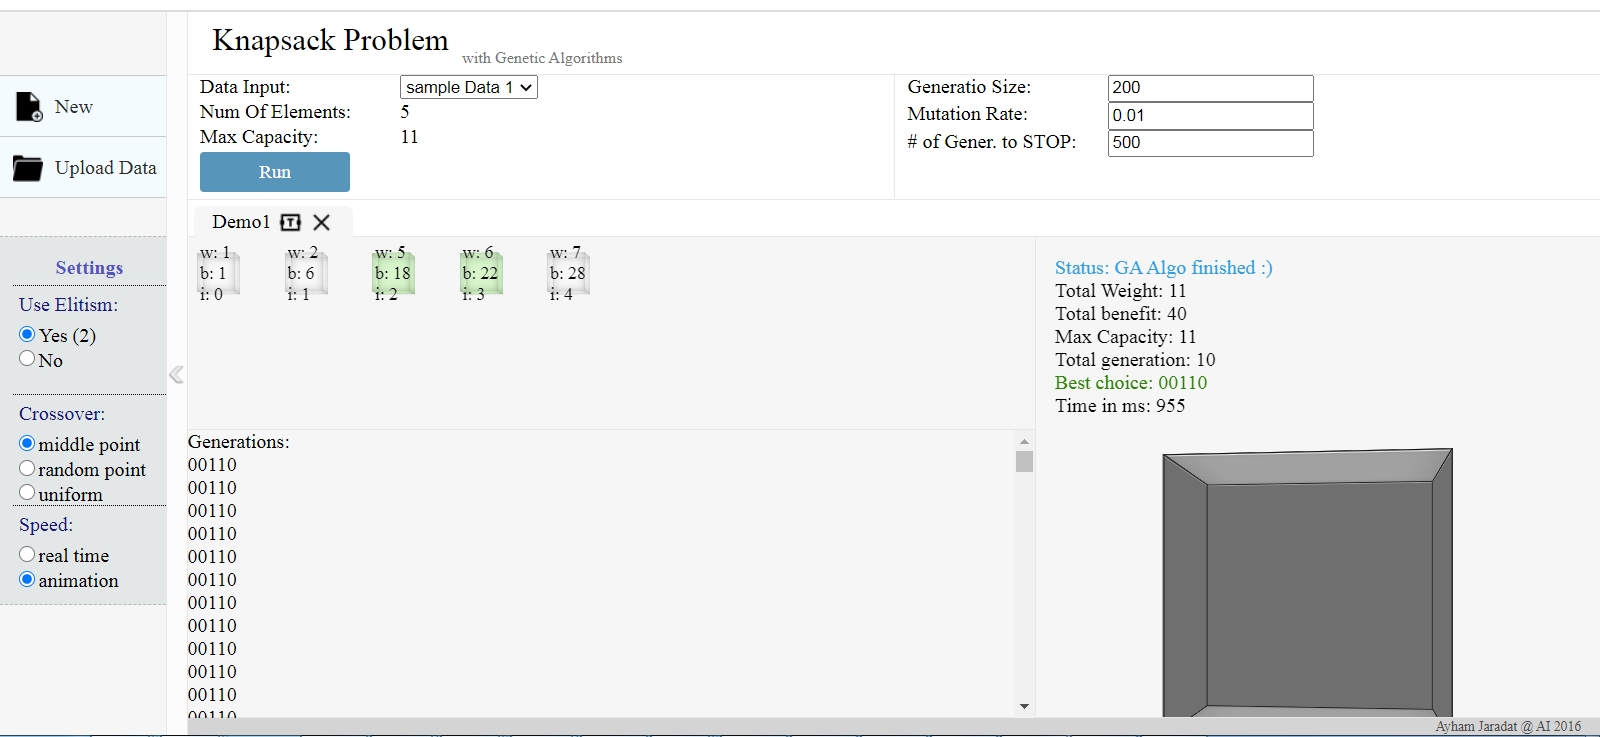 Knapsack Problem with Genetic Algorithms
New
Upload Data
Settings
Use Elitism:
Yes (2)
No
Crossover:
middle point
random point
uniform
Speed:
real time
animation
Data Input: sample Data 1
Num Of Elements: 5
Max Capacity: 11
Run
Generatio Size: 200
Mutation Rate: 0.01
# of Gener. to STOP: 500
Demo1
w: 1
b: 1
i: 0
w: 2
b: 6
i: 1
w: 5
b: 18
i: 2
w: 6
b: 22
i: 3
w: 7
b: 28
i: 4
Generations:
00110
00110
00110
00110
00110
00110
00110
00110
00110
00110
00110
00110
Status: GA Algo finished :)
Total Weight: 11
Total benefit: 40
Max Capacity: 11
Total generation: 10
Best choice: 00110
Time in ms: 955
Ayham Jaradat @ AI 2016